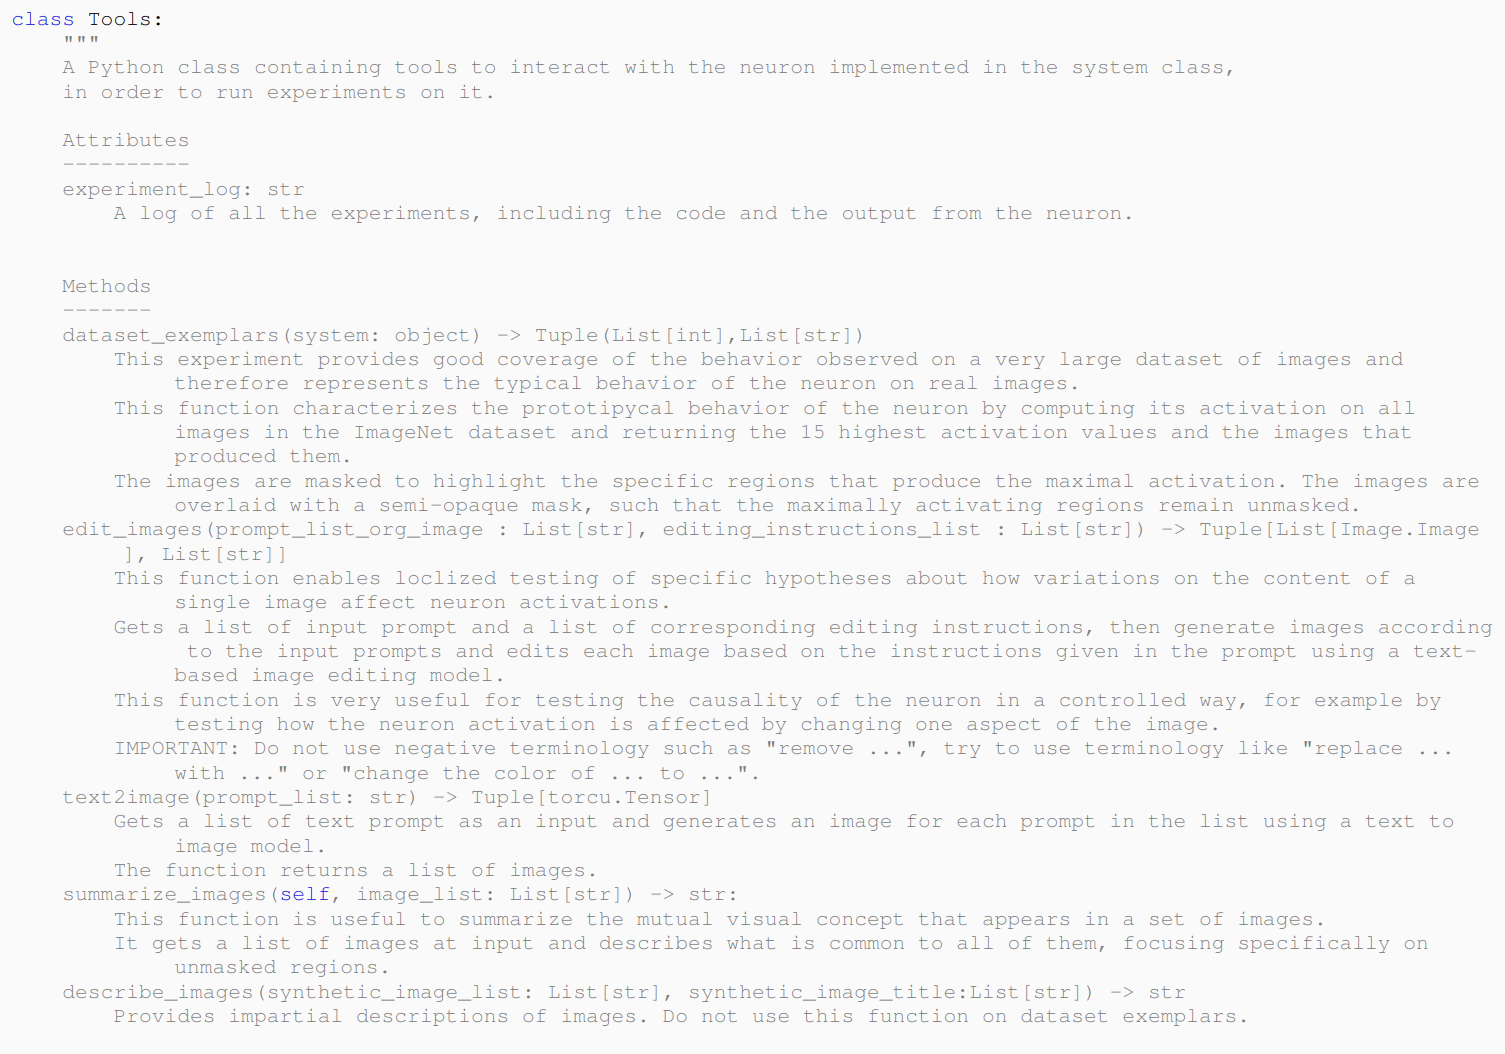 class Tools:
"""
A Python class containing tools to interact with the neuron implemented in the system class,
in order to run experiments on it.
Attributes
----------
experiment_log: str
A log of all the experiments, including the code and the output from the neuron.
Methods
-------
dataset_exemplars(system: object) -> Tuple(List[int],List[str])
This experiment provides good coverage of the behavior observed on a very large dataset of images and
therefore represents the typical behavior of the neuron on real images.
This function characterizes the prototipycal behavior of the neuron by computing its activation on all
images in the ImageNet dataset and returning the 15 highest activation values and the images that
produced them.
The images are masked to highlight the specific regions that produce the maximal activation. The images are
overlaid with a semi-opaque mask, such that the maximally activating regions remain unmasked.
edit_images(prompt_list_org_image : List[str], editing_instructions_list : List[str]) -> Tuple[List[Image.Image
], List[str]]
This function enables loclized testing of specific hypotheses about how variations on the content of a
single image affect neuron activations.
Gets a list of input prompt and a list of corresponding editing instructions, then generate images according
to the input prompts and edits each image based on the instructions given in the prompt using a text-
based image editing model.
This function is very useful for testing the causality of the neuron in a controlled way, for example by
testing how the neuron activation is affected by changing one aspect of the image.
IMPORTANT: Do not use negative terminology such as "remove ...", try to use terminology like "replace ...
with ..." or "change the color of ... to ...".
text2image(prompt_list: str) -> Tuple[torcu.Tensor]
Gets a list of text prompt as an input and generates an image for each prompt in the list using a text to
image model.
The function returns a list of images.
summarize_images(self, image_list: List[str]) -> str:
This function is useful to summarize the mutual visual concept that appears in a set of images.
It gets a list of images at input and describes what is common to all of them, focusing specifically on
unmasked regions.
describe_images(synthetic_image_list: List[str], synthetic_image_title:List[str]) -> str
Provides impartial descriptions of images. Do not use this function on dataset exemplars.